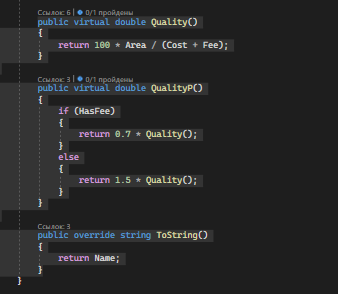 Ссылок: 6 | 0/1 пройдены
public virtual double Quality()
{
return 100 * Area / (Cost + Fee);
}
Ссылок: 3 | 0/1 пройдены
public virtual double QualityP()
{
if (HasFee)
{
return 0.7 * Quality();
}
else
{
return 1.5 * Quality();
}
}
Ссылок: 3
public override string ToString()
{
return Name;
}
}